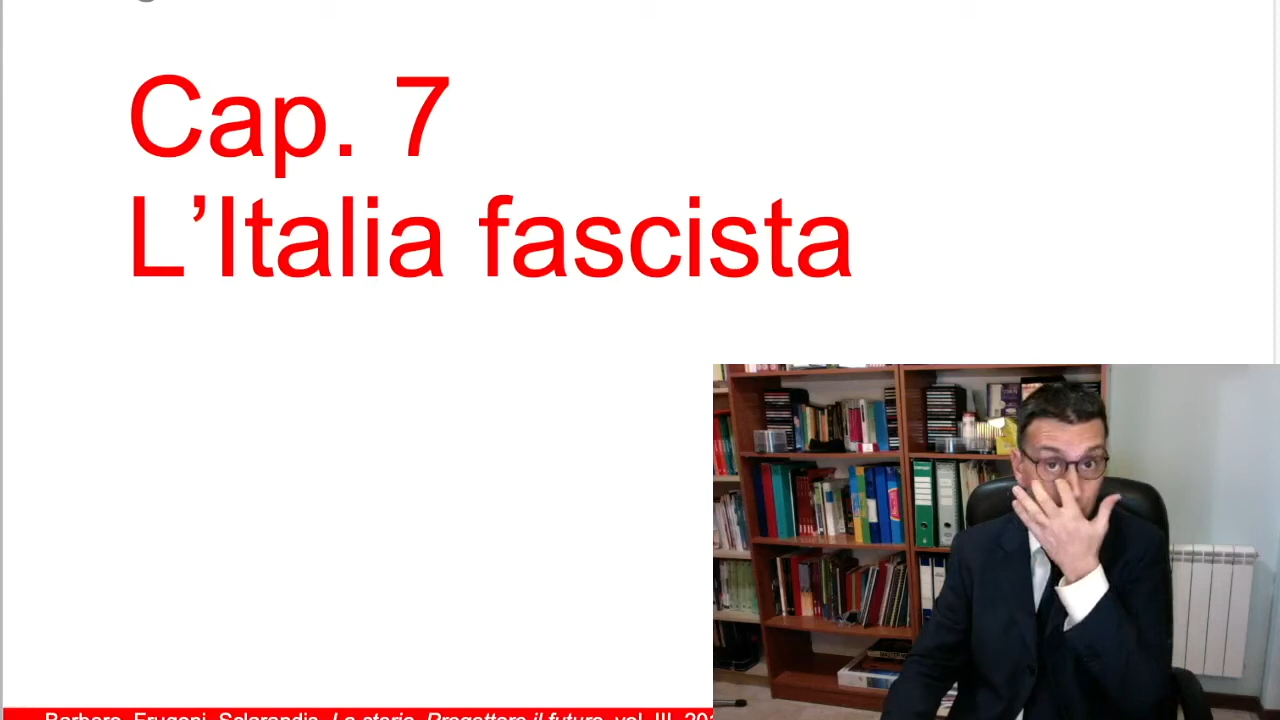 Cap. 7
L’Italia fascista
Barbero, Frugoni, Sclarandis, La storia. Progettare il futuro, vol. III,